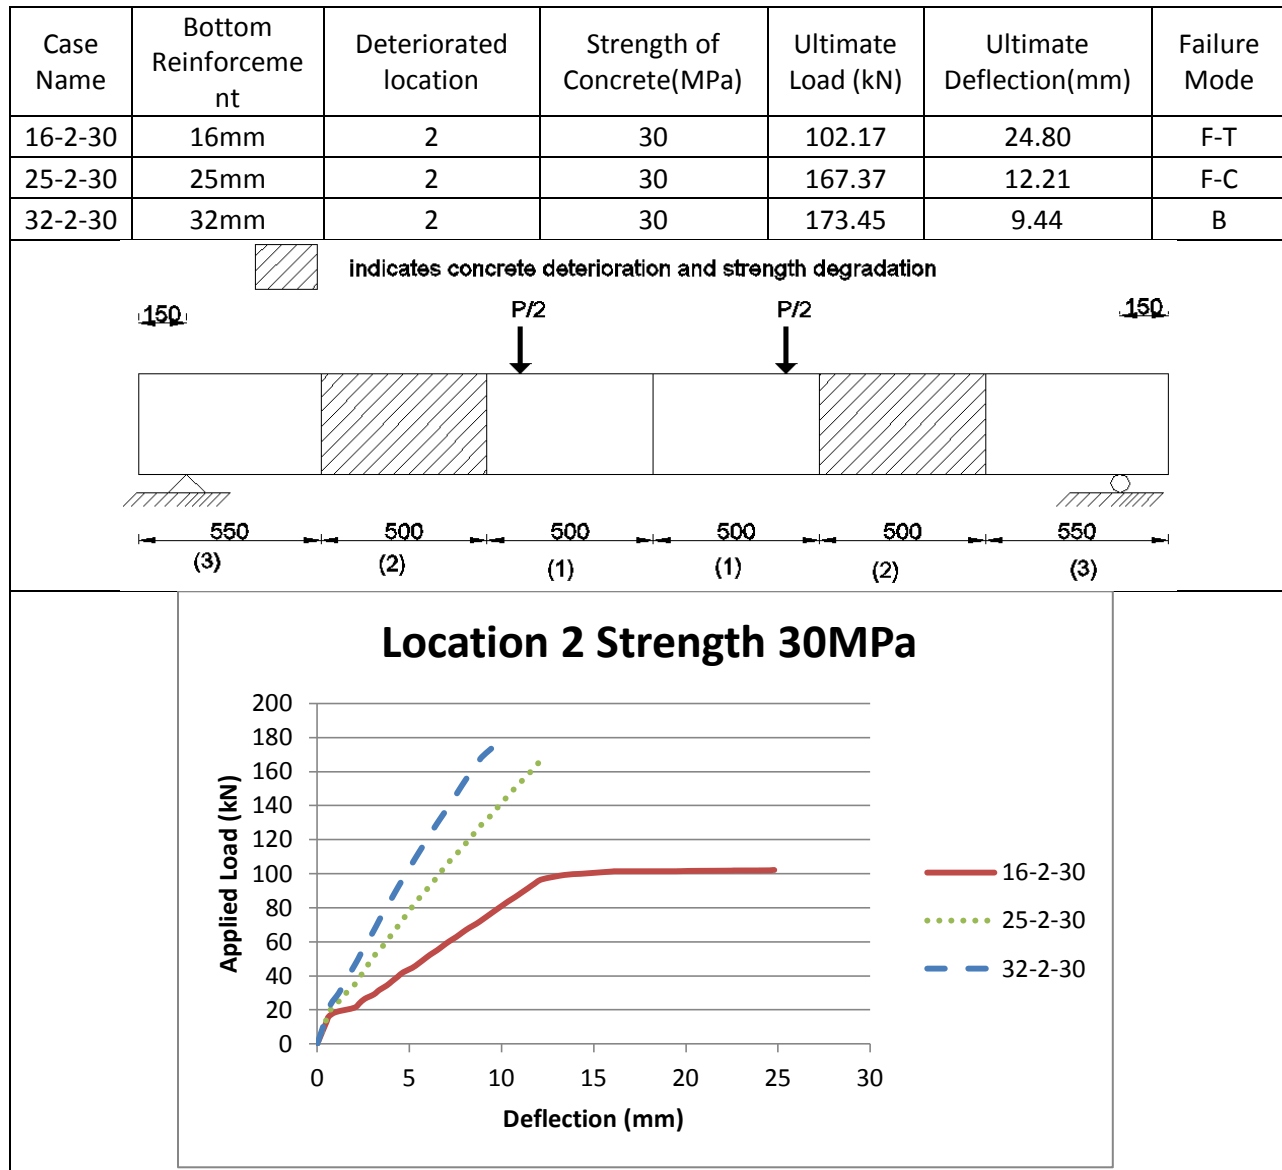 Case Name
Bottom Reinforceme nt
Deteriorated location
Strength of Concrete(MPa)
Ultimate Load (kN)
Ultimate Deflection(mm)
Failure Mode
16-2-30 16mm 2 30 102.17 24.80 F-T
25-2-30 25mm 2 30 167.37 12.21 F-C
32-2-30 32mm 2 30 173.45 9.44 B
indicates concrete deterioration and strength degradation
150 P/2 P/2 150
550 500 500 500 500 550
(3) (2) (1) (1) (2) (3)
Location 2 Strength 30MPa
200
180
160
140
120
100
80
60
40
20
0
Applied Load (kN)
0 5 10 15 20 25 30
Deflection (mm)
16-2-30
25-2-30
32-2-30